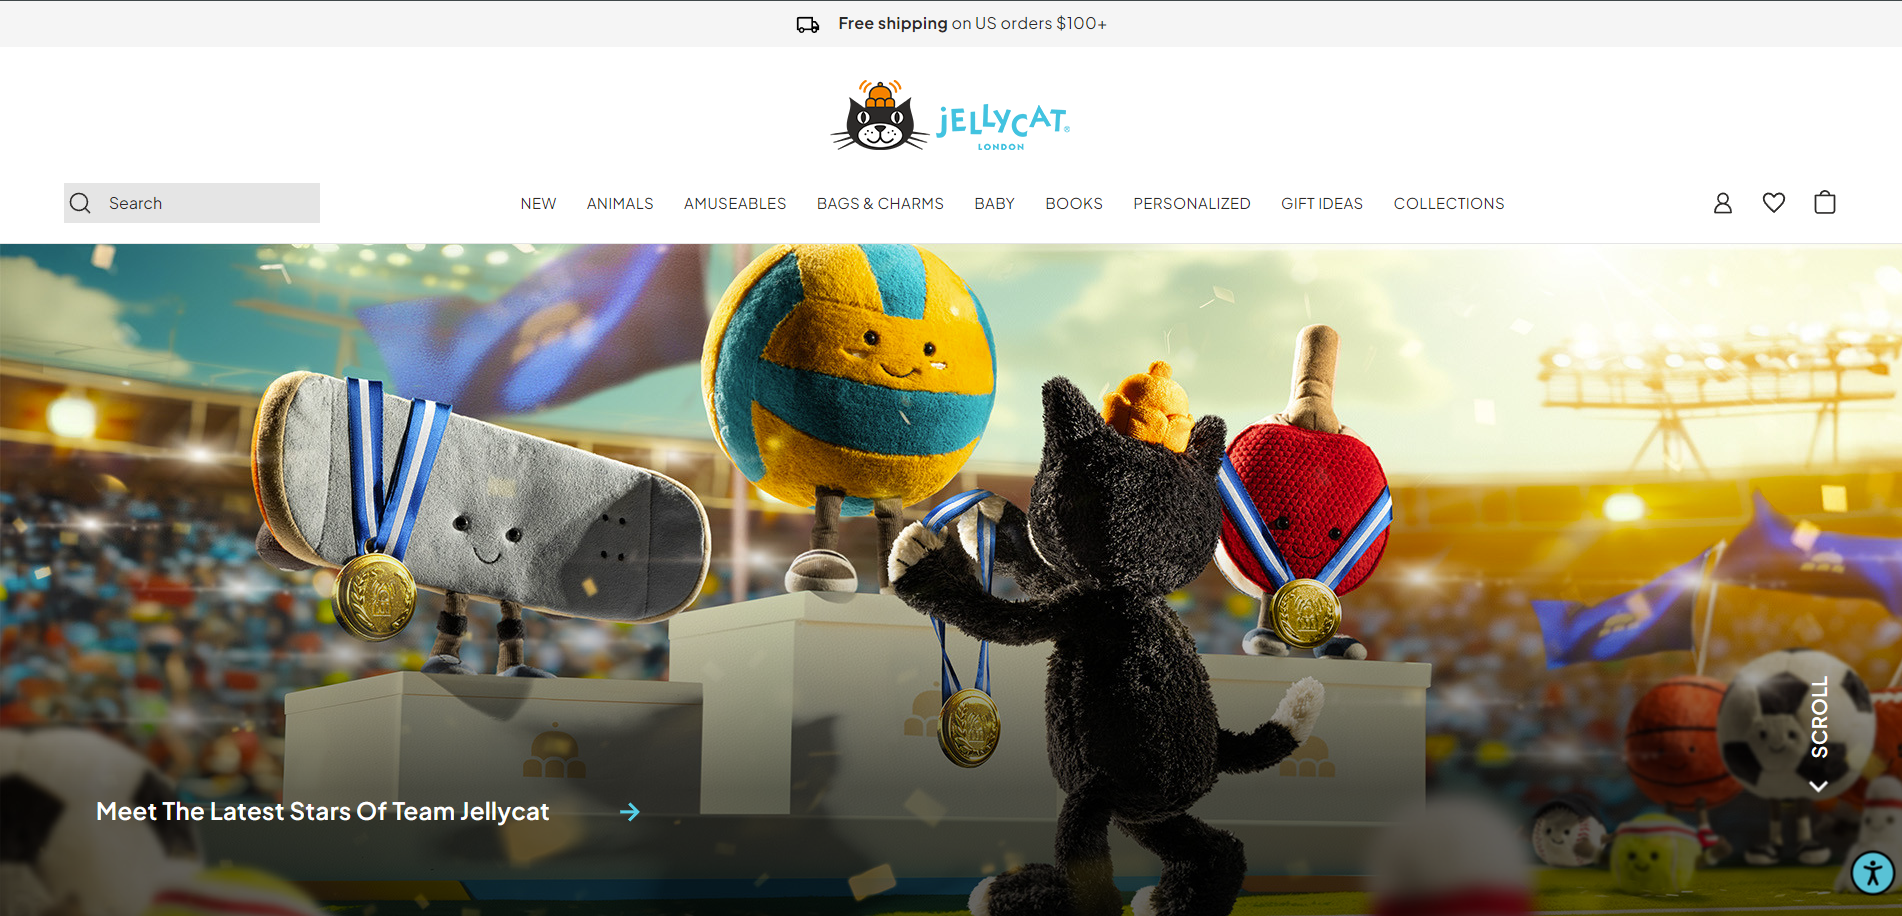 Free shipping on US orders $100+
jELLYCAT®
LONDON
Search
NEW
ANIMALS
AMUSEABLES
BAGS & CHARMS
BABY
BOOKS
PERSONALIZED
GIFT IDEAS
COLLECTIONS
SCROLL
Meet The Latest Stars Of Team Jellycat